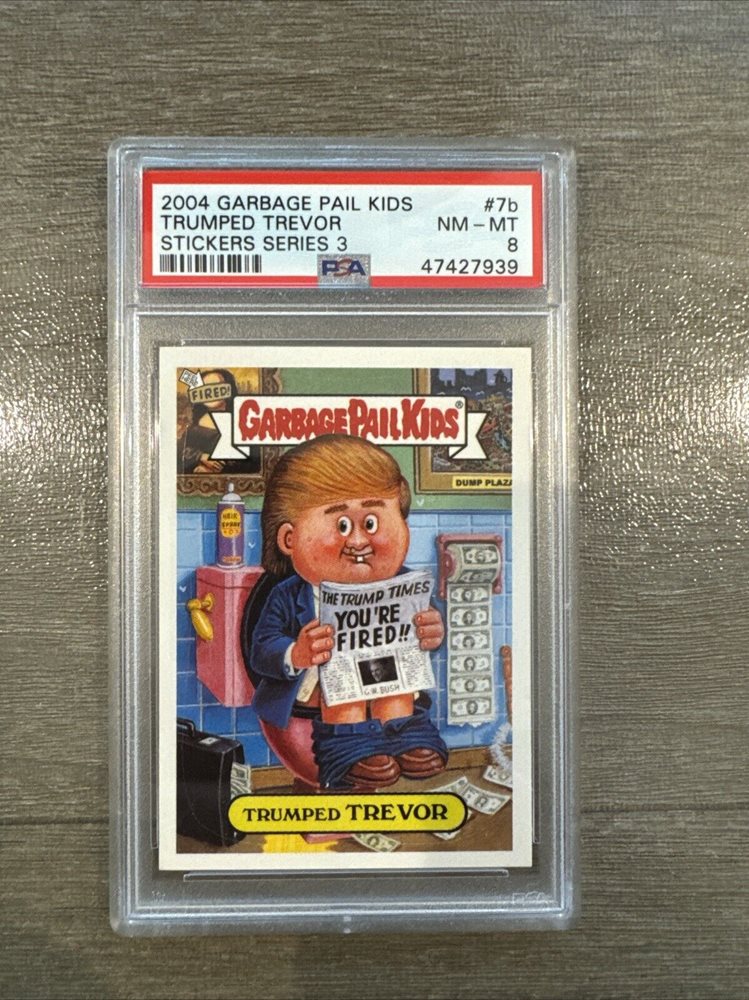 2004 GARBAGE PAIL KIDS #7b
TRUMPED TREVOR NM - MT
STICKERS SERIES 3 8
PSA 47427939
FIRED!
GARBAGE PAIL KIDS®
DUMP PLAZA
HAIR
SPRAY
THE TRUMP TIMES
YOU'RE
FIRED!!
G.W. BUSH
TRUMPED TREVOR
PSA